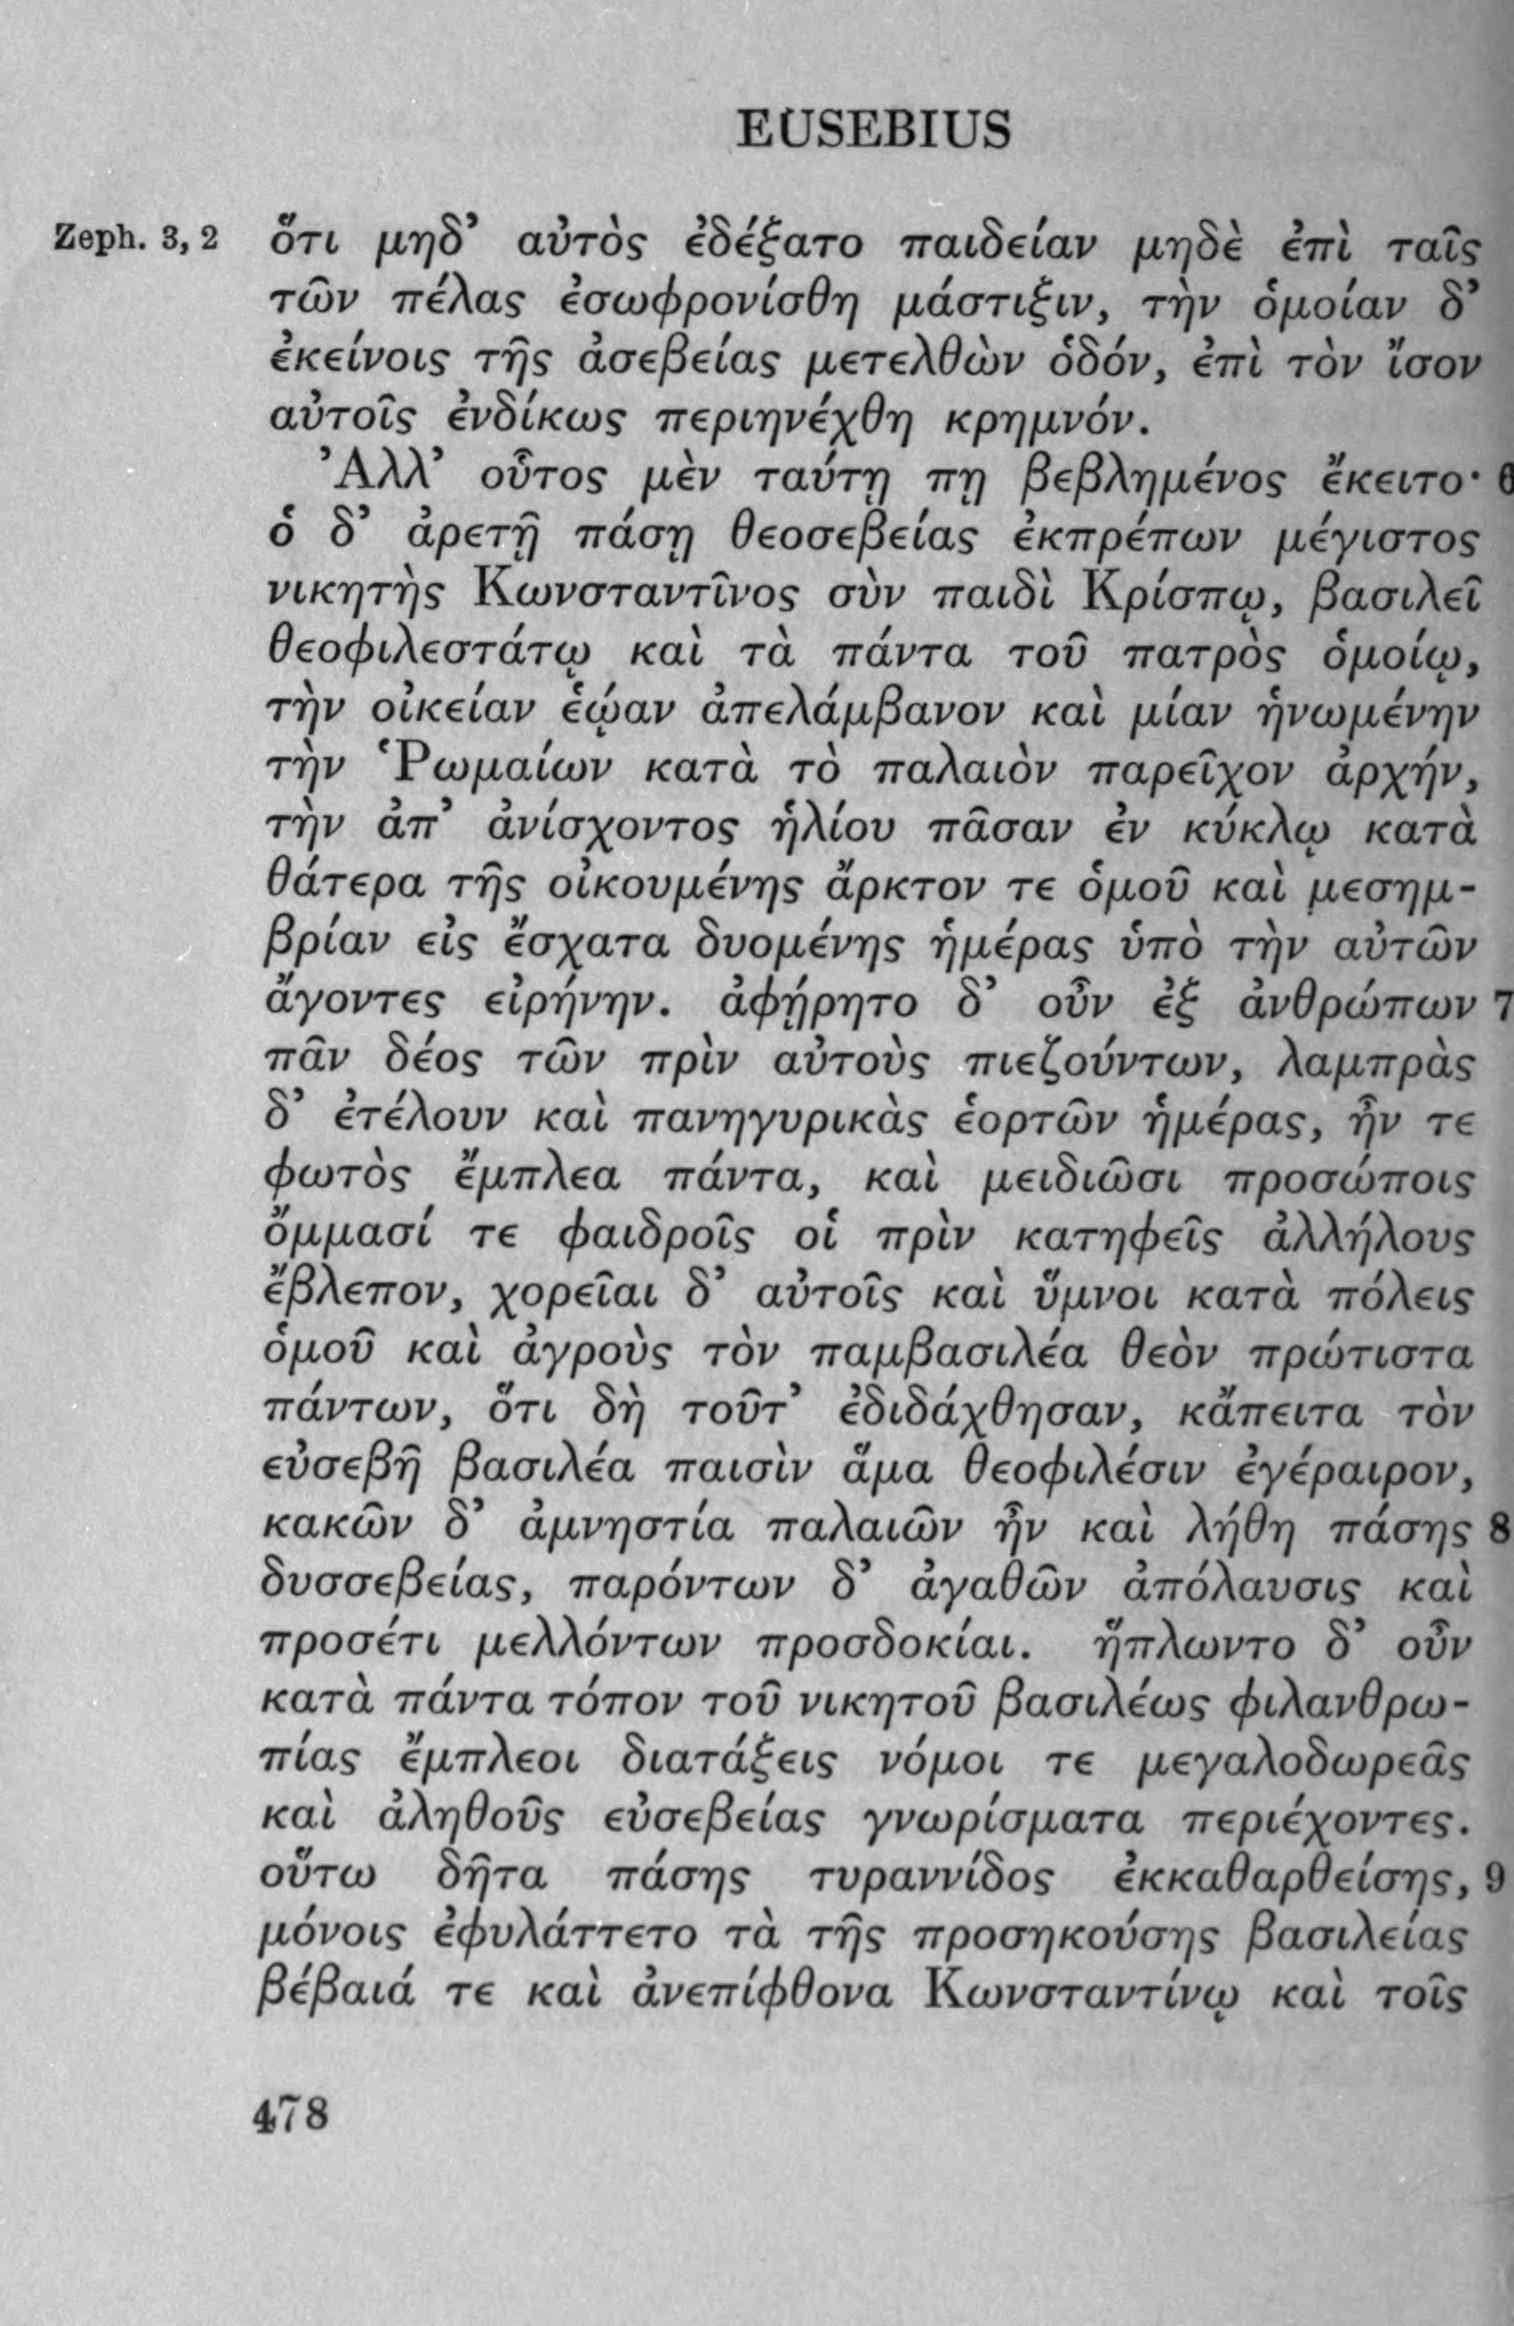 EUSEBIUS
Zeph. 3, 2 ὅτι μηδ’ αὐτὸς ἐδέξατο παιδείαν μηδὲ ἐπὶ ταῖς
τῶν πέλας ἐσωφρονίσθη μάστιξιν, τὴν ὁμοίαν δ’
ἐκείνοις τῆς ἀσεβείας μετελθὼν ὁδόν, ἐπὶ τὸν ἴσον
αὐτοῖς ἐνδίκως περιηνέχθη κρημνόν.
Ἀλλ’ οὗτος μὲν ταύτῃ πῃ βεβλημένος ἔκειτο· 6
ὁ δ’ ἀρετῇ πάσῃ θεοσεβείας ἐκπρέπων μέγιστος
νικητὴς Κωνσταντῖνος σὺν παιδὶ Κρίσπῳ, βασιλεῖ
θεοφιλεστάτῳ καὶ τὰ πάντα τοῦ πατρὸς ὁμοίῳ,
τὴν οἰκείαν ἑῴαν ἀπελάμβανον καὶ μίαν ἡνωμένην
τὴν Ῥωμαίων κατὰ τὸ παλαιὸν παρεῖχον ἀρχήν,
τὴν ἀπ’ ἀνίσχοντος ἡλίου πᾶσαν ἐν κύκλῳ κατὰ
θάτερα τῆς οἰκουμένης ἄρκτον τε ὁμοῦ καὶ μεσημ-
βρίαν εἰς ἔσχατα δυομένης ἡμέρας ὑπὸ τὴν αὐτῶν
ἄγοντες εἰρήνην. ἀφῄρητο δ’ οὖν ἐξ ἀνθρώπων 7
πᾶν δέος τῶν πρὶν αὐτοὺς πιεζούντων, λαμπρὰς
δ’ ἐτέλουν καὶ πανηγυρικὰς ἑορτῶν ἡμέρας, ἦν τε
φωτὸς ἔμπλεα πάντα, καὶ μειδιῶσι προσώποις
ὄμμασί τε φαιδροῖς οἱ πρὶν κατηφεῖς ἀλλήλους
ἔβλεπον, χορεῖαι δ’ αὐτοῖς καὶ ὕμνοι κατὰ πόλεις
ὁμοῦ καὶ ἀγροὺς τὸν παμβασιλέα θεὸν πρώτιστα
πάντων, ὅτι δὴ τοῦτ’ ἐδιδάχθησαν, κἄπειτα τὸν
εὐσεβῆ βασιλέα παισὶν ἅμα θεοφιλέσιν ἐγέραιρον,
κακῶν δ’ ἀμνηστία παλαιῶν ἦν καὶ λήθη πάσης 8
δυσσεβείας, παρόντων δ’ ἀγαθῶν ἀπόλαυσις καὶ
προσέτι μελλόντων προσδοκίαι. ἥπλωντο δ’ οὖν
κατὰ πάντα τόπον τοῦ νικητοῦ βασιλέως φιλανθρω-
πίας ἔμπλεοι διατάξεις νόμοι τε μεγαλοδωρεᾶς
καὶ ἀληθοῦς εὐσεβείας γνωρίσματα περιέχοντες.
οὕτω δῆτα πάσης τυραννίδος ἐκκαθαρθείσης, 9
μόνοις ἐφυλάττετο τὰ τῆς προσηκούσης βασιλείας
βέβαιά τε καὶ ἀνεπίφθονα Κωνσταντίνῳ καὶ τοῖς
478